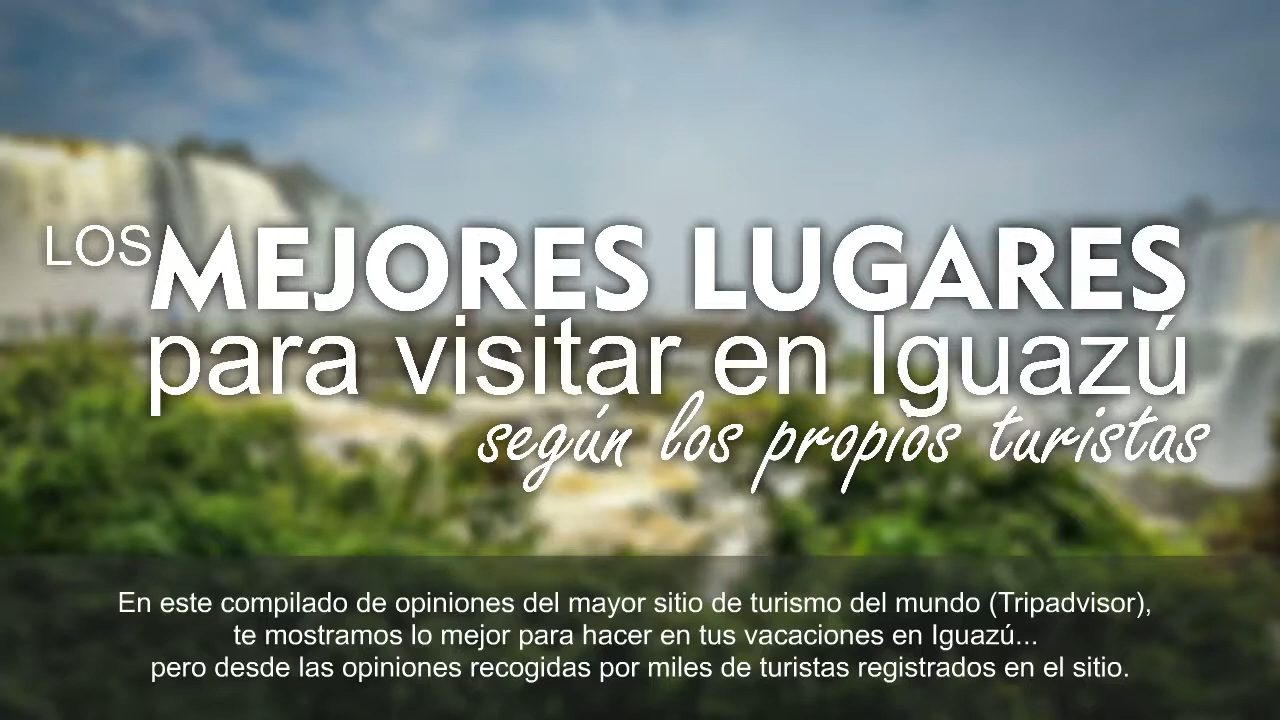 LOS MEJORES LUGARES
para visitar en Iguazú
según los propios turistas
En este compilado de opiniones del mayor sitio de turismo del mundo (Tripadvisor),
te mostramos lo mejor para hacer en tus vacaciones en Iguazú...
pero desde las opiniones recogidas por miles de turistas registrados en el sitio.